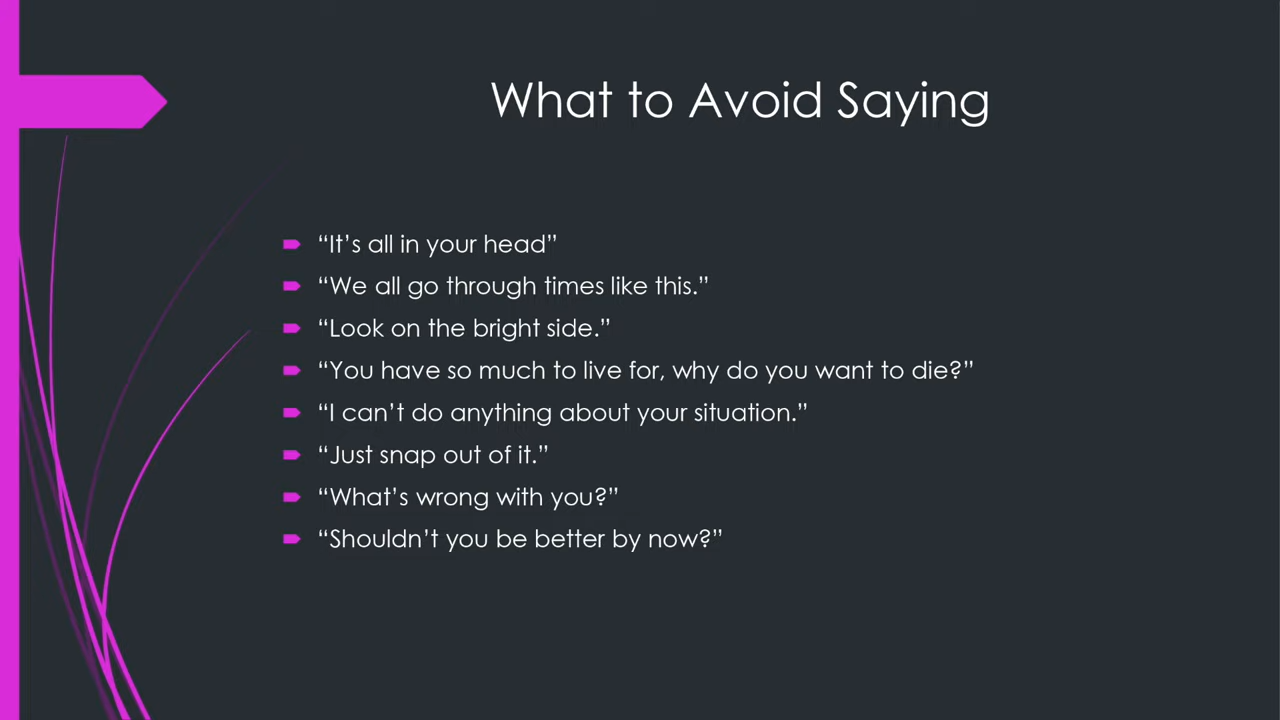 What to Avoid Saying
“It’s all in your head”
“We all go through times like this.”
“Look on the bright side.”
“You have so much to live for, why do you want to die?”
“I can’t do anything about your situation.”
“Just snap out of it.”
“What’s wrong with you?”
“Shouldn’t you be better by now?”